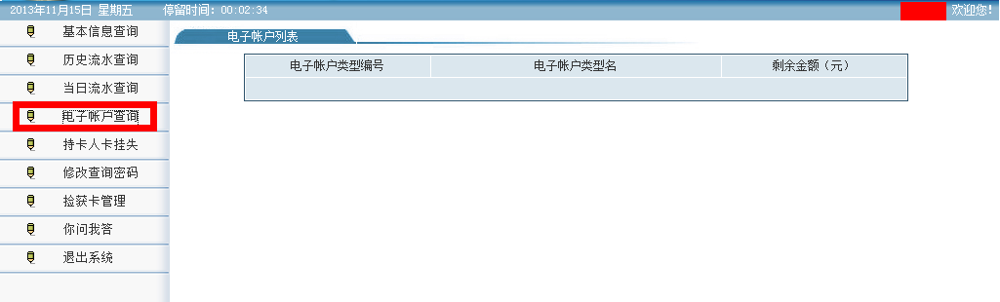 2013年11月15日 星期五 停留时间：00:02:34 欢迎您！
基本信息查询
历史流水查询
当日流水查询
电子帐户查询
持卡人卡挂失
修改查询密码
捡获卡管理
你问我答
退出系统
电子帐户列表
电子帐户类型编号 电子帐户类型名 剩余金额（元）